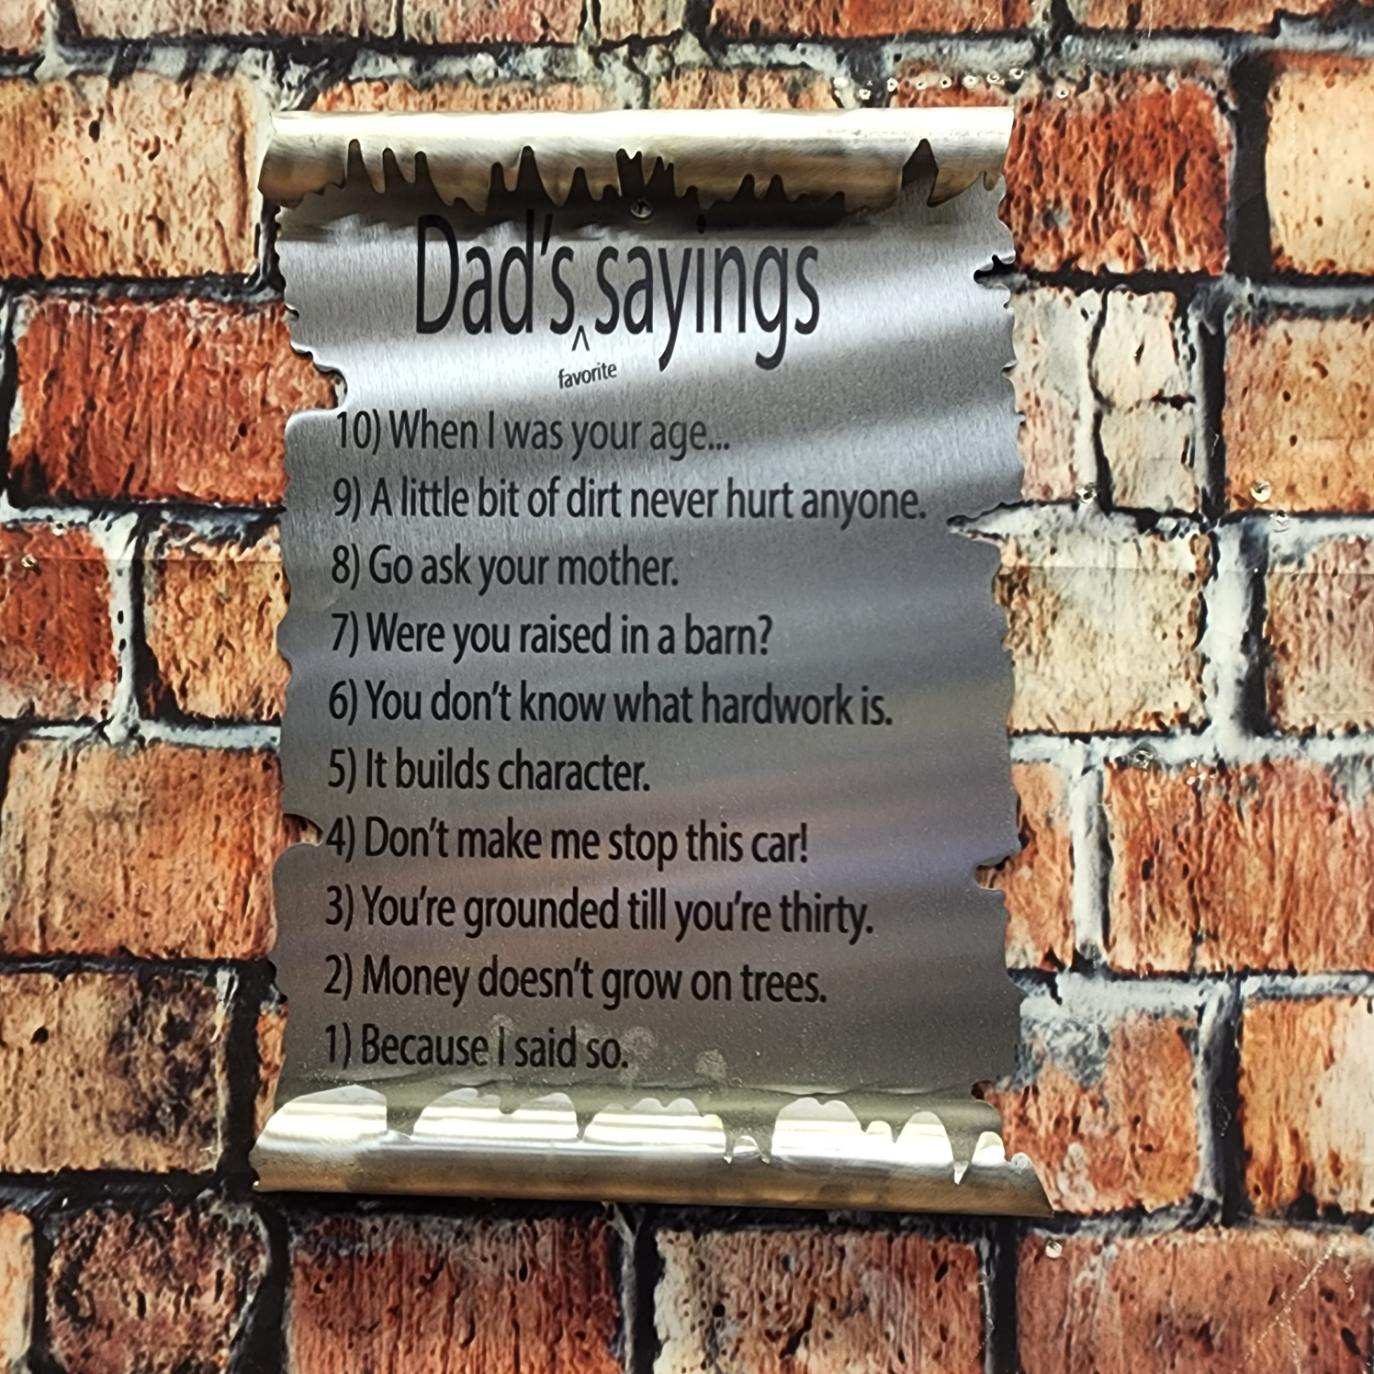 Dad's sayings
^
favorite
10) When I was your age...
9) A little bit of dirt never hurt anyone.
8) Go ask your mother.
7) Were you raised in a barn?
6) You don't know what hardwork is.
5) It builds character.
4) Don't make me stop this car!
3) You're grounded till you're thirty.
2) Money doesn't grow on trees.
1) Because I said so.